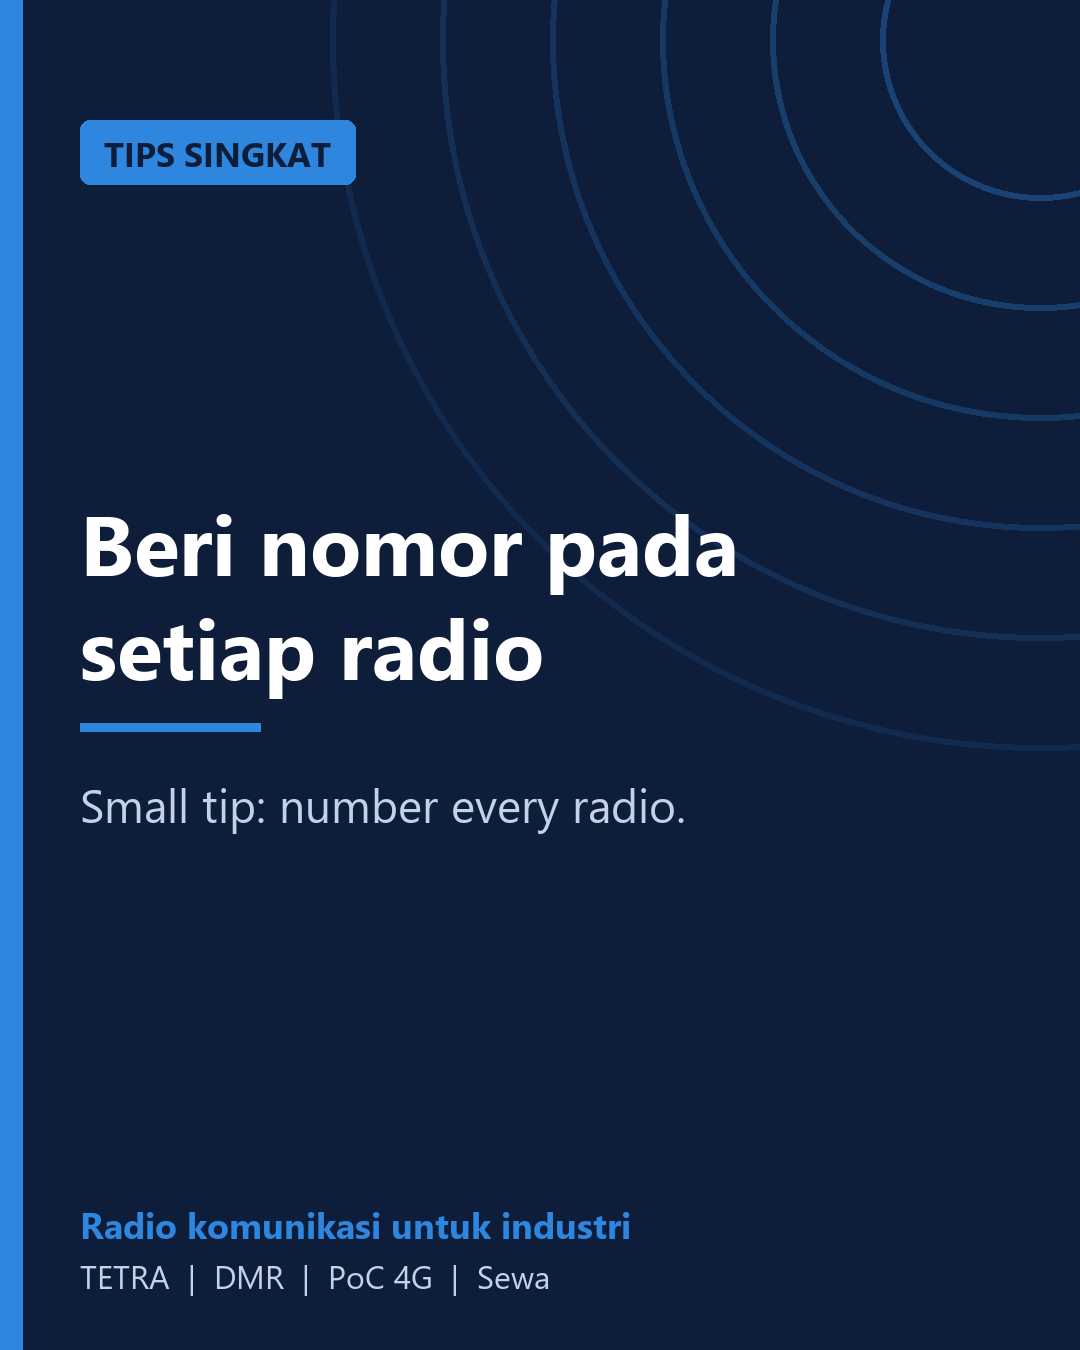 TIPS SINGKAT
Beri nomor pada
setiap radio
Small tip: number every radio.
Radio komunikasi untuk industri
TETRA | DMR | PoC 4G | Sewa